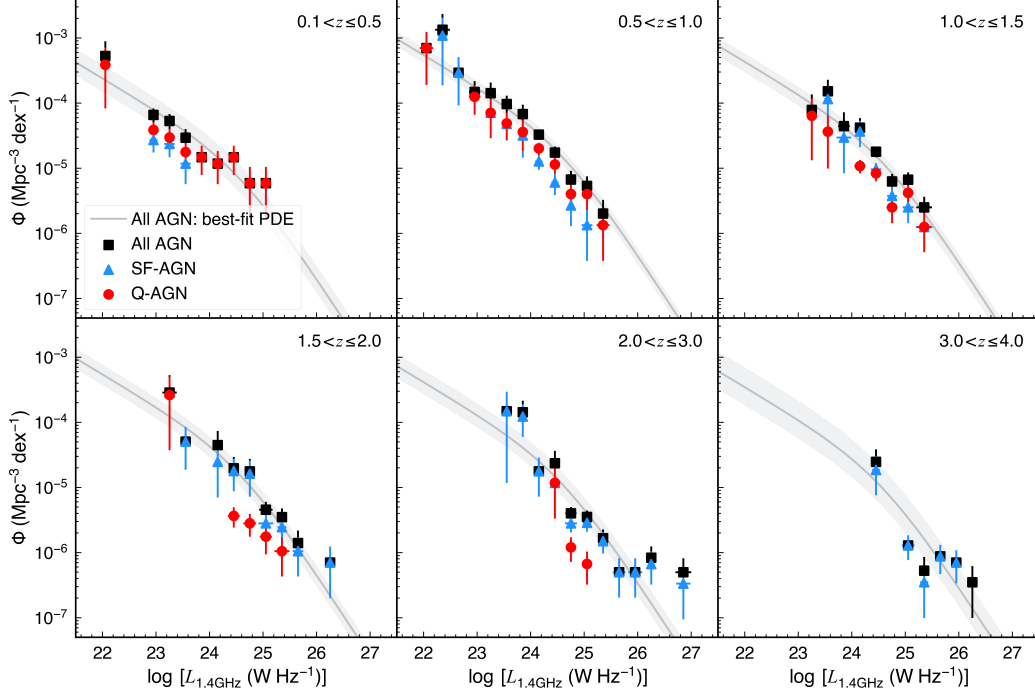 0.1<z≤0.5
0.5<z≤1.0
1.0<z≤1.5
10⁻³
10⁻⁴
10⁻⁵
10⁻⁶
10⁻⁷
Φ (Mpc⁻³ dex⁻¹)
All AGN: best-fit PDE
All AGN
SF-AGN
Q-AGN
1.5<z≤2.0
2.0<z≤3.0
3.0<z≤4.0
10⁻³
10⁻⁴
10⁻⁵
10⁻⁶
10⁻⁷
Φ (Mpc⁻³ dex⁻¹)
22 23 24 25 26 27
22 23 24 25 26 27
22 23 24 25 26 27
log [L₁.₄GHz (W Hz⁻¹)]
log [L₁.₄GHz (W Hz⁻¹)]
log [L₁.₄GHz (W Hz⁻¹)]